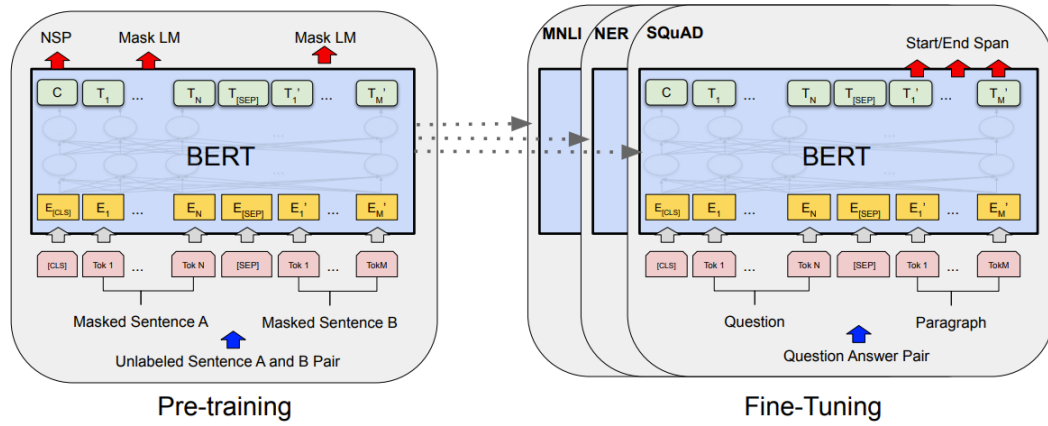 NSP Mask LM Mask LM
C T1 ... TN T[SEP] T1' ... TM'
...
BERT
...
E[CLS] E1 ... EN E[SEP] E1' ... EM'
[CLS] Tok 1 ... Tok N [SEP] Tok 1 ... TokM
Masked Sentence A Masked Sentence B
Unlabeled Sentence A and B Pair
Pre-training
MNLI NER SQuAD
Start/End Span
C T1 ... TN T[SEP] T1' ... TM'
...
BERT
...
E[CLS] E1 ... EN E[SEP] E1' ... EM'
[CLS] Tok 1 ... Tok N [SEP] Tok 1 ... TokM
Question Paragraph
Question Answer Pair
Fine-Tuning